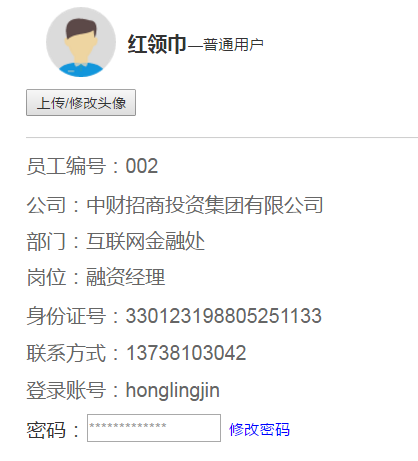 红领巾—普通用户
上传/修改头像
员工编号：002
公司：中财招商投资集团有限公司
部门：互联网金融处
岗位：融资经理
身份证号：330123198805251133
联系方式：13738103042
登录账号：honglingjin
密码：************* 修改密码